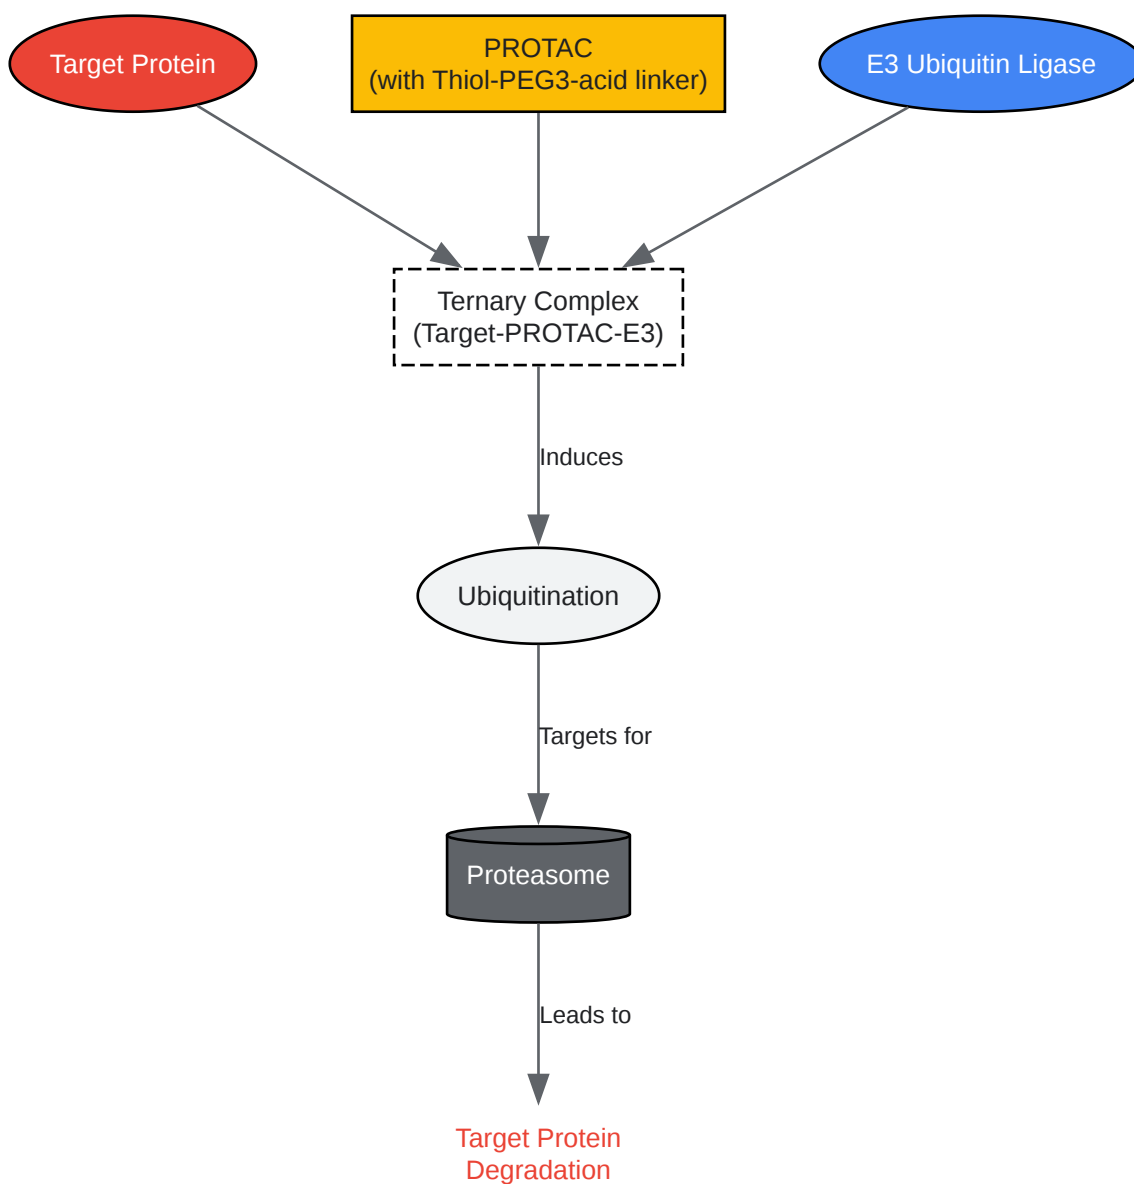 Target Protein
PROTAC
(with Thiol-PEG3-acid linker)
E3 Ubiquitin Ligase
Ternary Complex
(Target-PROTAC-E3)
Induces
Ubiquitination
Targets for
Proteasome
Leads to
Target Protein
Degradation